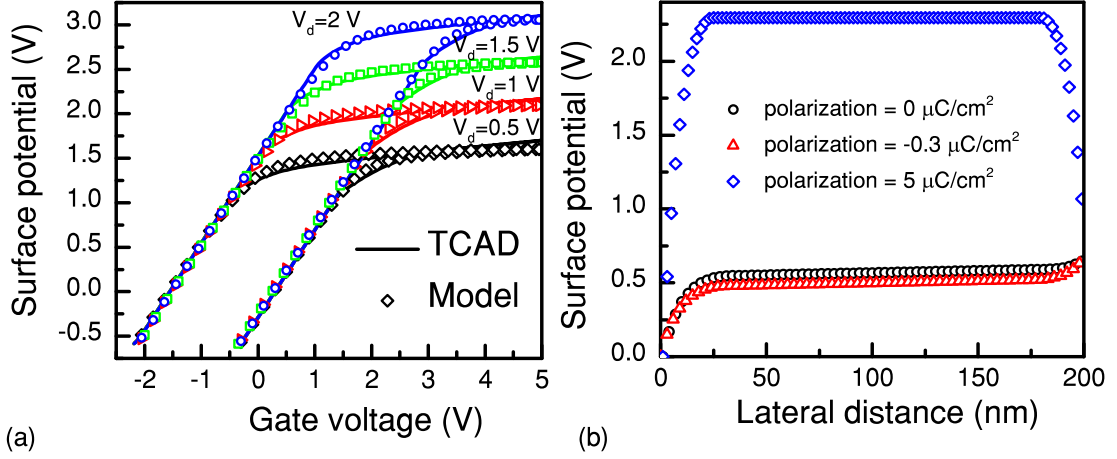 3.0
2.5
2.0
1.5
1.0
0.5
0.0
-0.5
Surface potential (V)
V_d=2 V
V_d=1.5 V
V_d=1 V
V_d=0.5 V
TCAD
Model
-2 -1 0 1 2 3 4 5
Gate voltage (V)
(a)
2.0
1.5
1.0
0.5
0.0
Surface potential (V)
polarization = 0 μC/cm²
polarization = -0.3 μC/cm²
polarization = 5 μC/cm²
0 50 100 150 200
Lateral distance (nm)
(b)